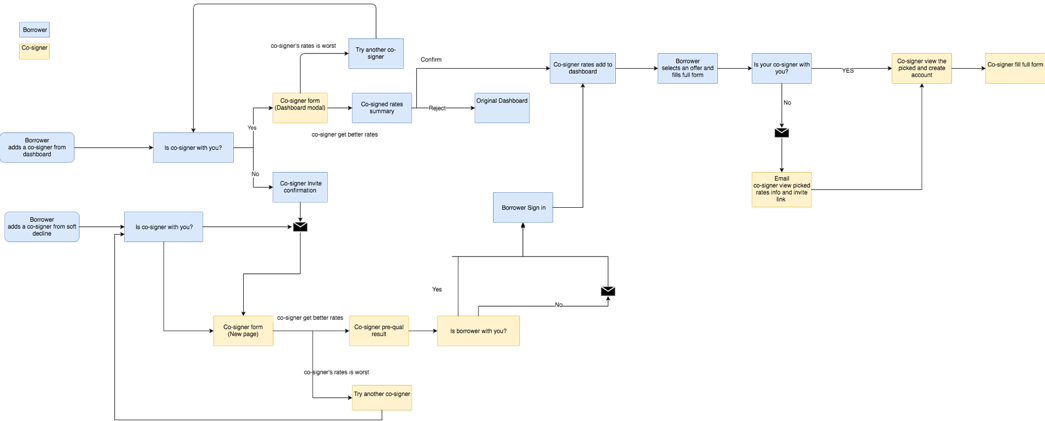 Borrower
Co-signer
co-signer's rates is worst
Try another co-
signer
Confirm
Co-signer rates add to
dashboard
Borrower
selects an offer and
fills full form
Is your co-signer with
you?
YES
Co-signer view the
picked and create
account
Co-signer fill full form
Co-signer form
(Dashboard modal)
Co-signed rates
summary
Reject
Original Dashboard
No
Yes
co-signer get better rates
Borrower
adds a co-signer from
dashboard
Is co-signer with you?
No
Co-signer Invite
confirmation
Email
co-signer view picked
rates info and invite
link
Borrower Sign in
Borrower
adds a co-signer from soft
decline
Is co-signer with you?
Yes
No
co-signer get better rates
Co-signer form
(New page)
Co-signer pre-qual
result
Is borrower with you?
co-signer's rates is worst
Try another co-signer